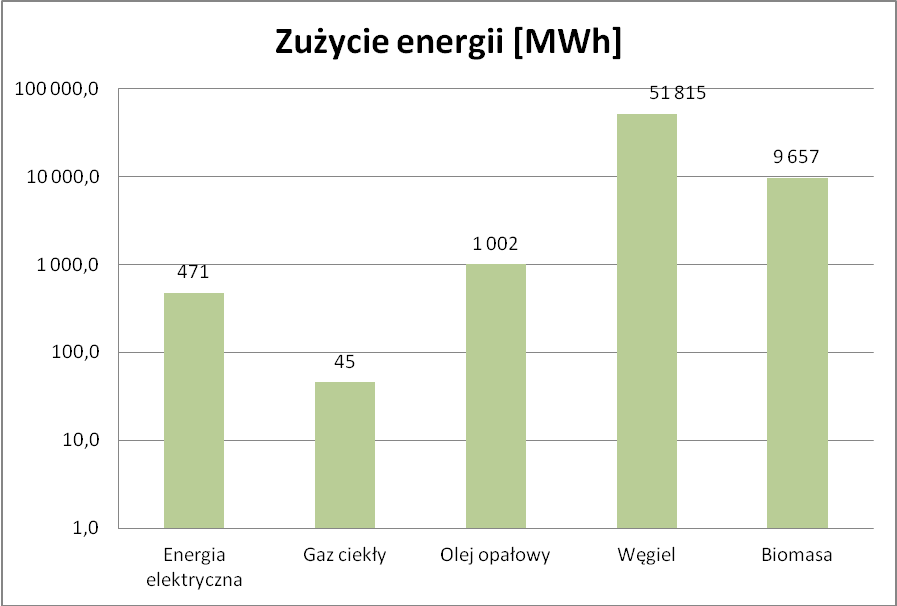 Zużycie energii [MWh]
100 000,0
10 000,0
1 000,0
100,0
10,0
1,0
471
45
1 002
51 815
9 657
Energia
elektryczna
Gaz ciekły
Olej opałowy
Węgiel
Biomasa